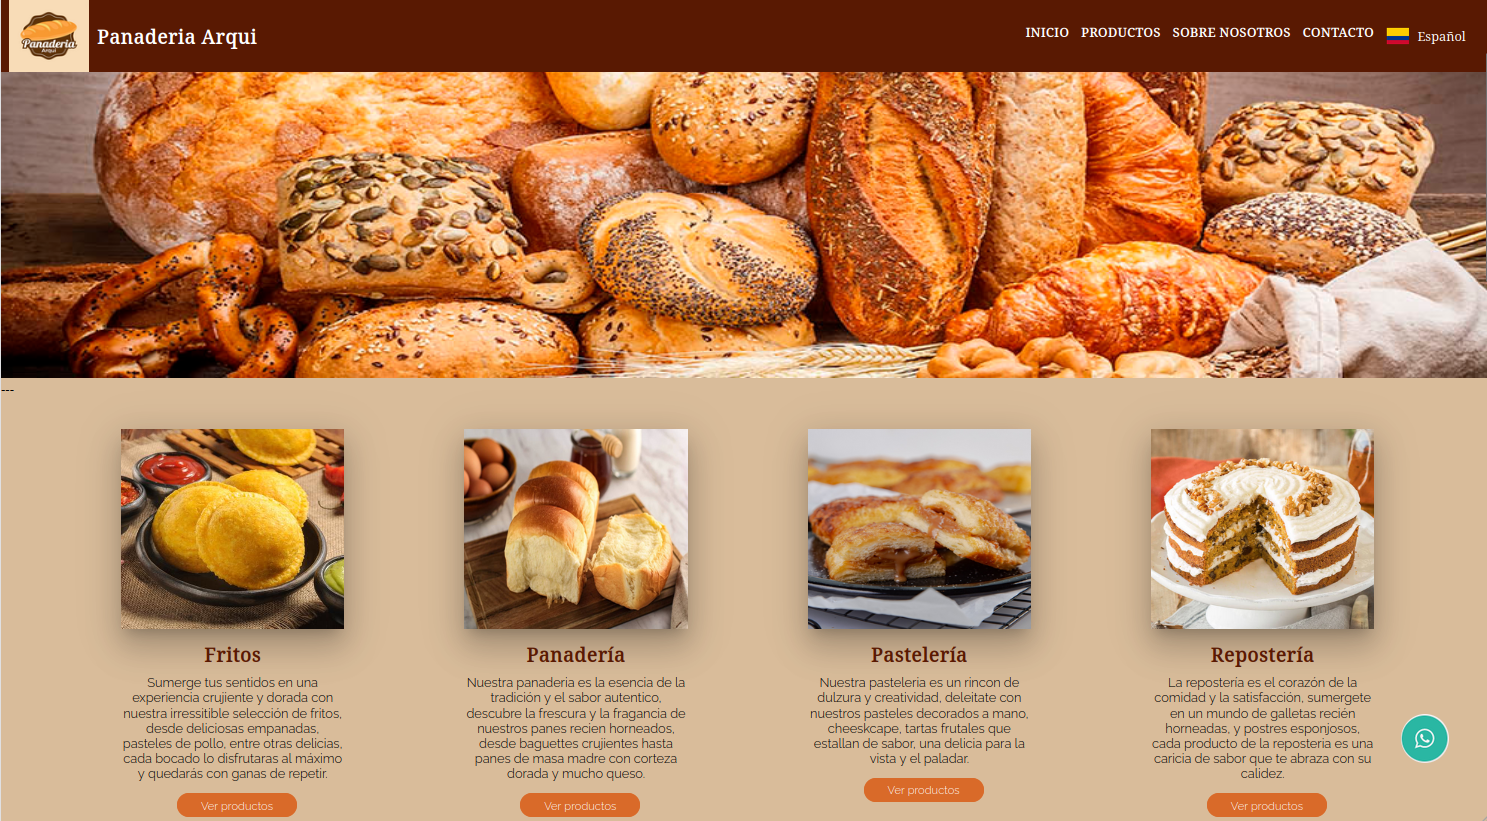 Panaderia
Arqui
Panaderia Arqui
INICIO PRODUCTOS SOBRE NOSOTROS CONTACTO Español
---
Fritos
Sumerge tus sentidos en una
experiencia crujiente y dorada con
nuestra irressitible selección de fritos,
desde deliciosas empanadas,
pasteles de pollo, entre otras delicias,
cada bocado lo disfrutaras al máximo
y quedarás con ganas de repetir.
Ver productos
Panadería
Nuestra panaderia es la esencia de la
tradición y el sabor autentico,
descubre la frescura y la fragancia de
nuestros panes recien horneados,
desde baguettes crujientes hasta
panes de masa madre con corteza
dorada y mucho queso.
Ver productos
Pastelería
Nuestra pasteleria es un rincon de
dulzura y creatividad, deleitate con
nuestros pasteles decorados a mano,
cheeskcape, tartas frutales que
estallan de sabor, una delicia para la
vista y el paladar.
Ver productos
Repostería
La repostería es el corazón de la
comidad y la satisfacción, sumergete
en un mundo de galletas recién
horneadas, y postres esponjosos,
cada producto de la reposteria es una
caricia de sabor que te abraza con su
calidez.
Ver productos